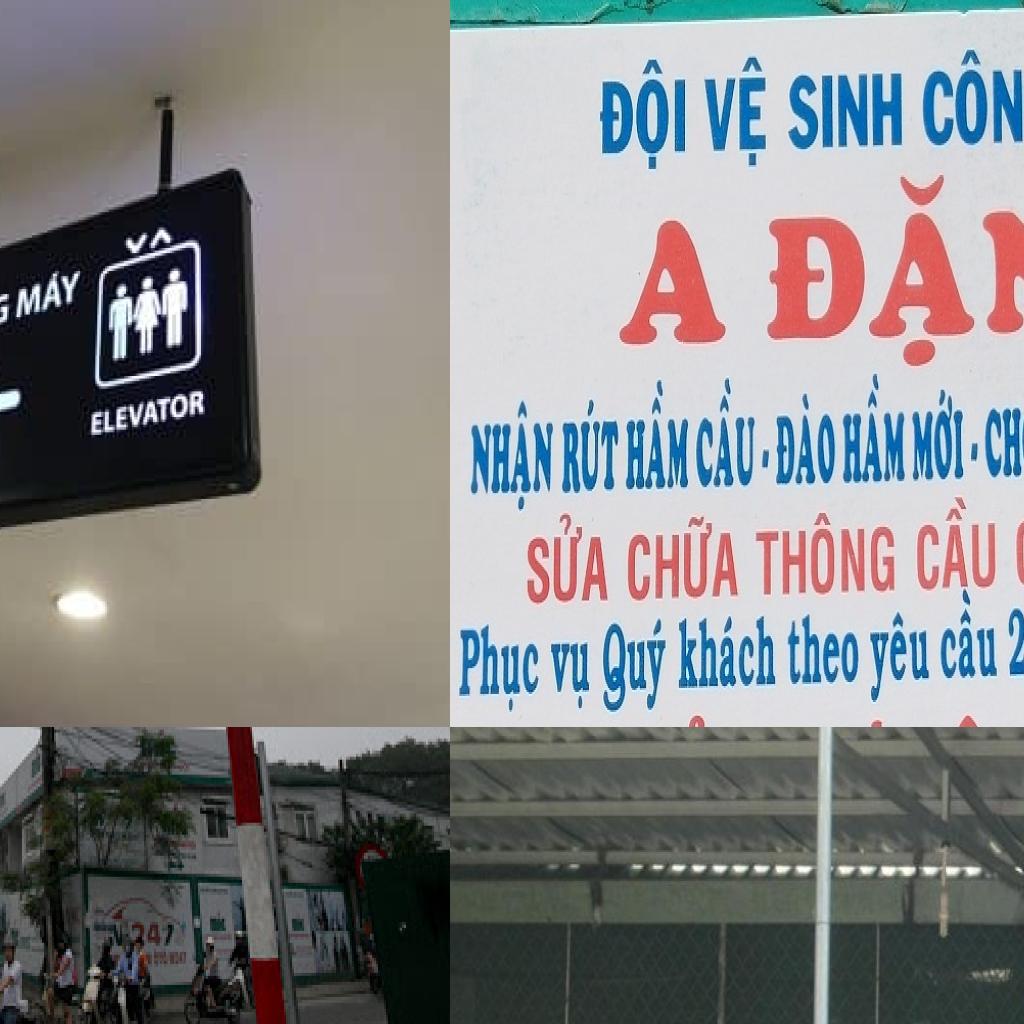 MÁY
ELEVATOR
ĐỘI VỆ SINH CÔN
A ĐẶN
NHẬN RÚT HẦM CẦU - ĐÀO HẦM MỚI - CH
SỬA CHỮA THÔNG CẦU
Phục vụ Quý khách theo yêu cầu 2
247